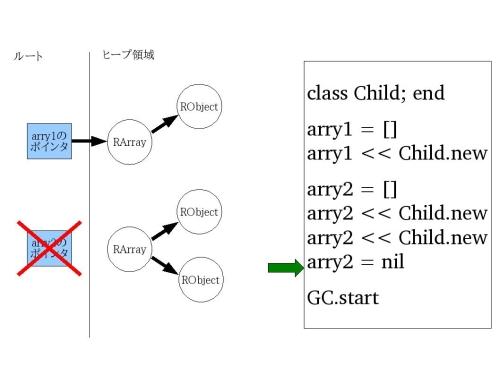 ルート
ヒープ領域
arry1の
ポインタ
RArray
RObject
arry2の
ポインタ
RArray
RObject
RObject
class Child; end
arry1 = []
arry1 << Child.new
arry2 = []
arry2 << Child.new
arry2 << Child.new
arry2 = nil
GC.start